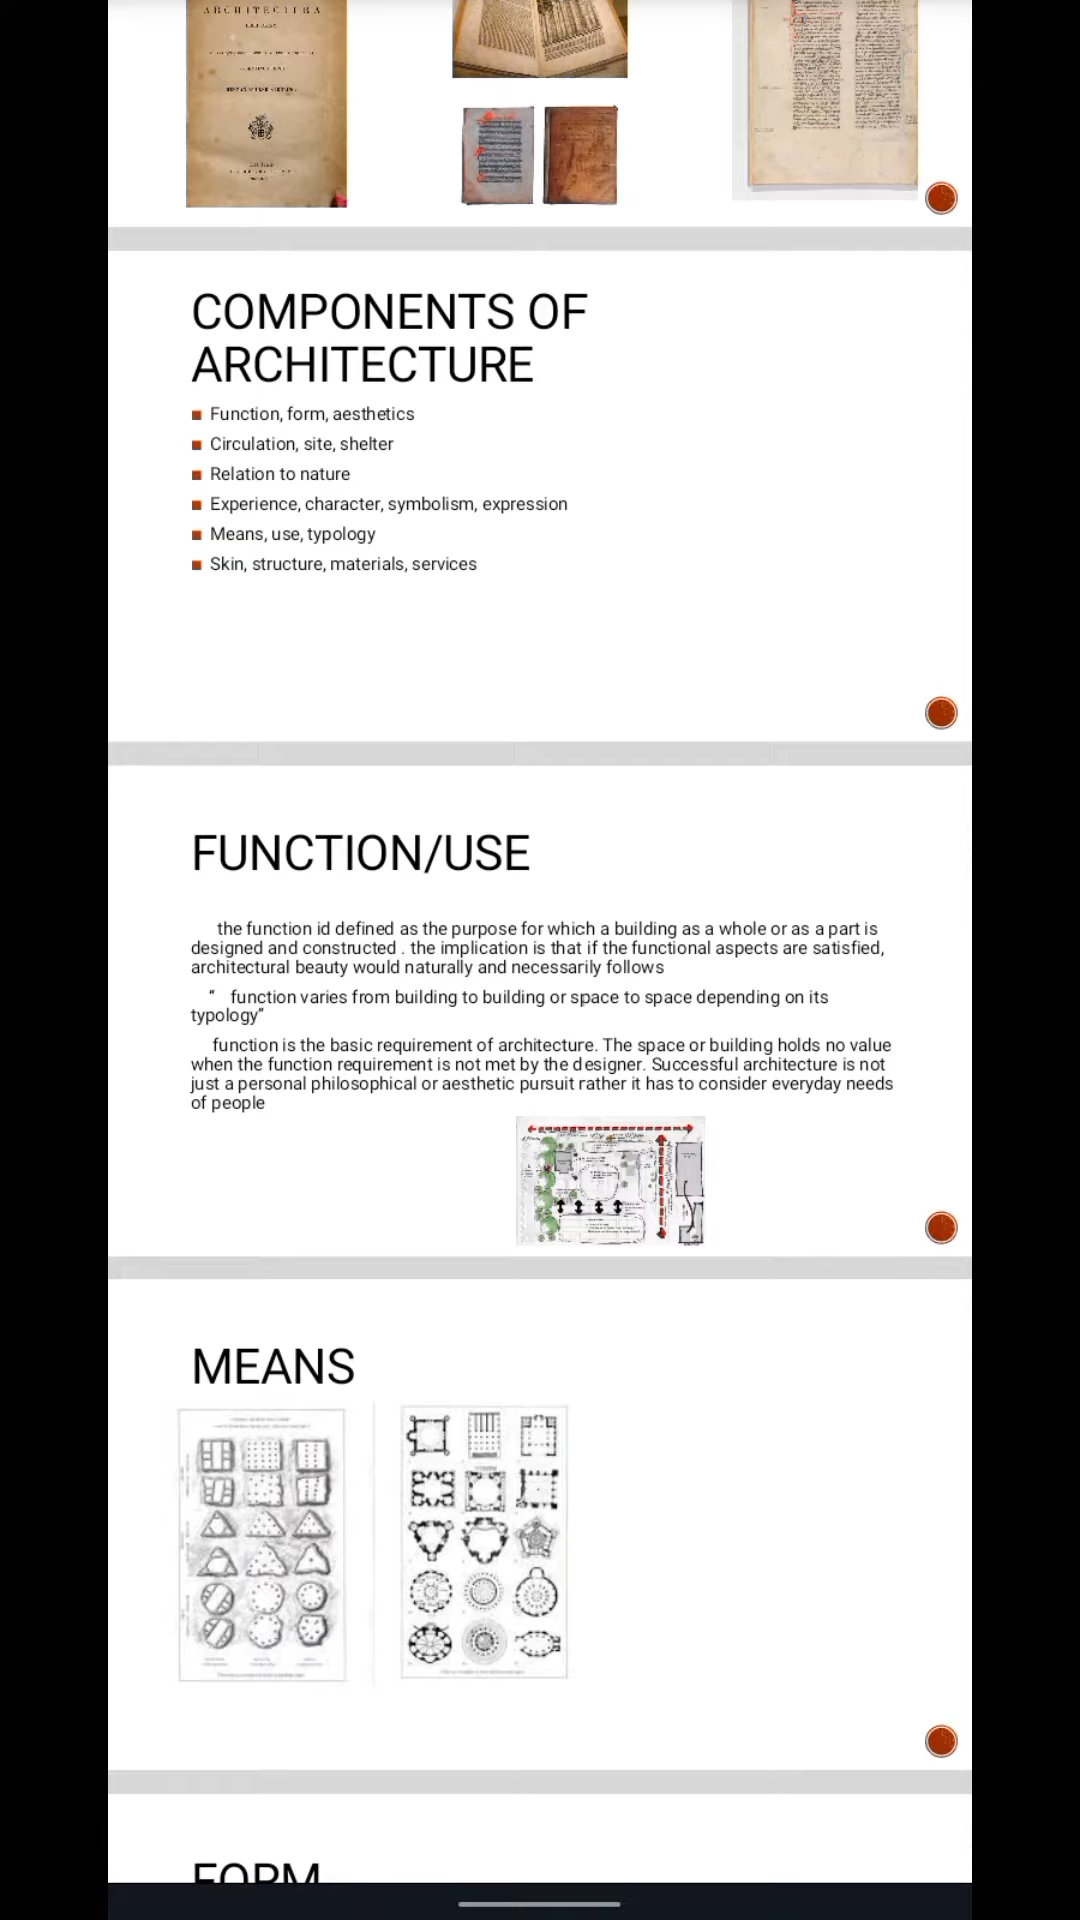 ARCHITECTURA
COMPONENTS OF
ARCHITECTURE
Function, form, aesthetics
Circulation, site, shelter
Relation to nature
Experience, character, symbolism, expression
Means, use, typology
Skin, structure, materials, services
FUNCTION/USE
the function id defined as the purpose for which a building as a whole or as a part is
designed and constructed . the implication is that if the functional aspects are satisfied,
architectural beauty would naturally and necessarily follows
“ function varies from building to building or space to space depending on its
typology”
function is the basic requirement of architecture. The space or building holds no value
when the function requirement is not met by the designer. Successful architecture is not
just a personal philosophical or aesthetic pursuit rather it has to consider everyday needs
of people
MEANS
FORM